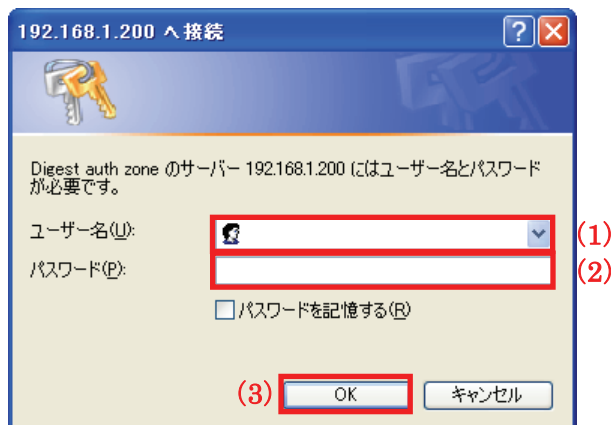 192.168.1.200 へ接続
Digest auth zone のサーバー 192.168.1.200 にはユーザー名とパスワード
が必要です。
ユーザー名(U):
(1)
パスワード(P):
(2)
パスワードを記憶する(R)
(3)
OK
キャンセル